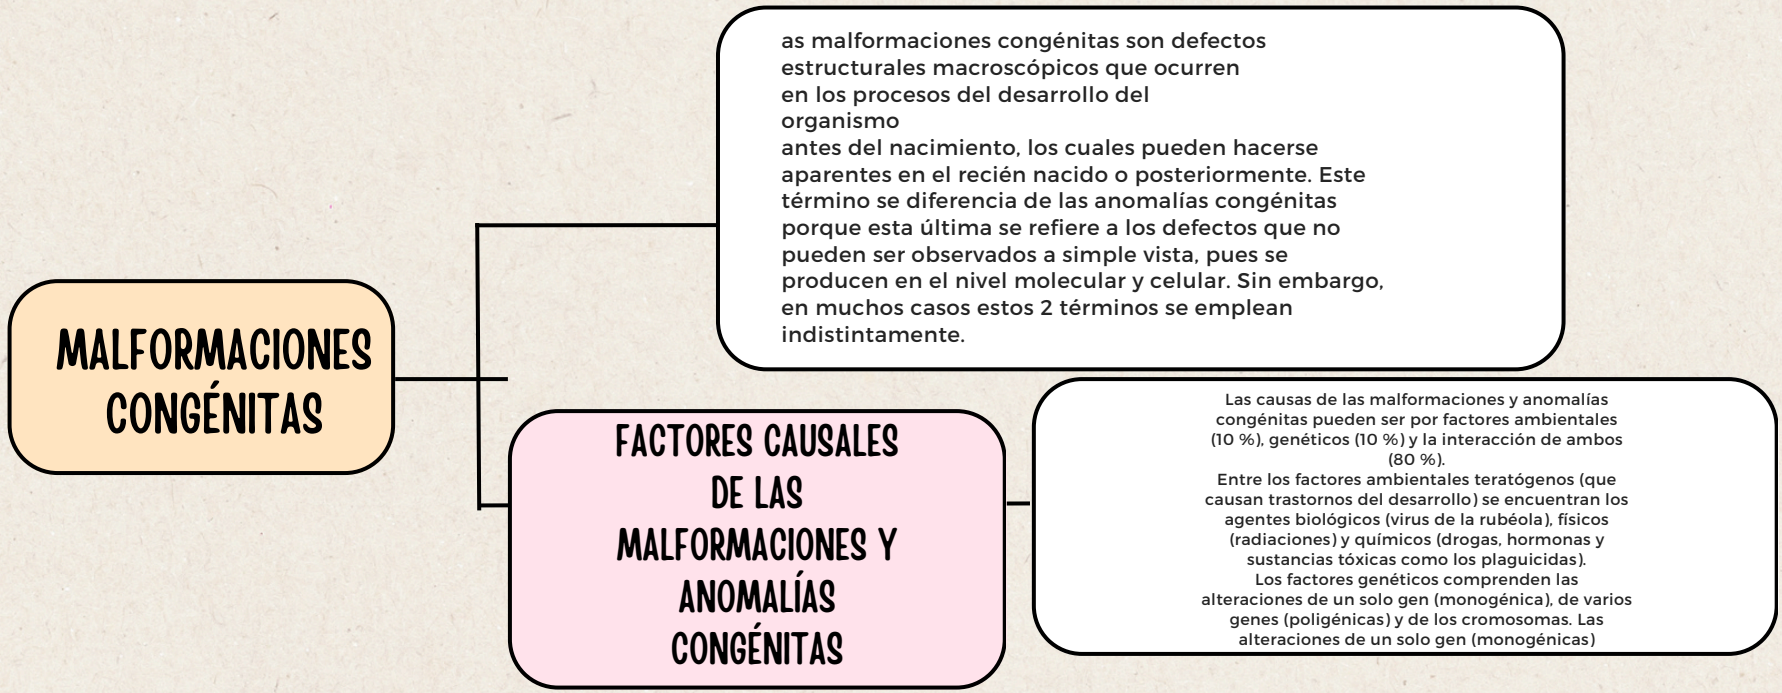 MALFORMACIONES
CONGÉNITAS
as malformaciones congénitas son defectos
estructurales macroscópicos que ocurren
en los procesos del desarrollo del
organismo
antes del nacimiento, los cuales pueden hacerse
aparentes en el recién nacido o posteriormente. Este
término se diferencia de las anomalías congénitas
porque esta última se refiere a los defectos que no
pueden ser observados a simple vista, pues se
producen en el nivel molecular y celular. Sin embargo,
en muchos casos estos 2 términos se emplean
indistintamente.
FACTORES CAUSALES
DE LAS
MALFORMACIONES Y
ANOMALÍAS
CONGÉNITAS
Las causas de las malformaciones y anomalías
congénitas pueden ser por factores ambientales
(10 %), genéticos (10 %) y la interacción de ambos
(80 %).
Entre los factores ambientales teratógenos (que
causan trastornos del desarrollo) se encuentran los
agentes biológicos (virus de la rubéola), físicos
(radiaciones) y químicos (drogas, hormonas y
sustancias tóxicas como los plaguicidas).
Los factores genéticos comprenden las
alteraciones de un solo gen (monogénica), de varios
genes (poligénicas) y de los cromosomas. Las
alteraciones de un solo gen (monogénicas)